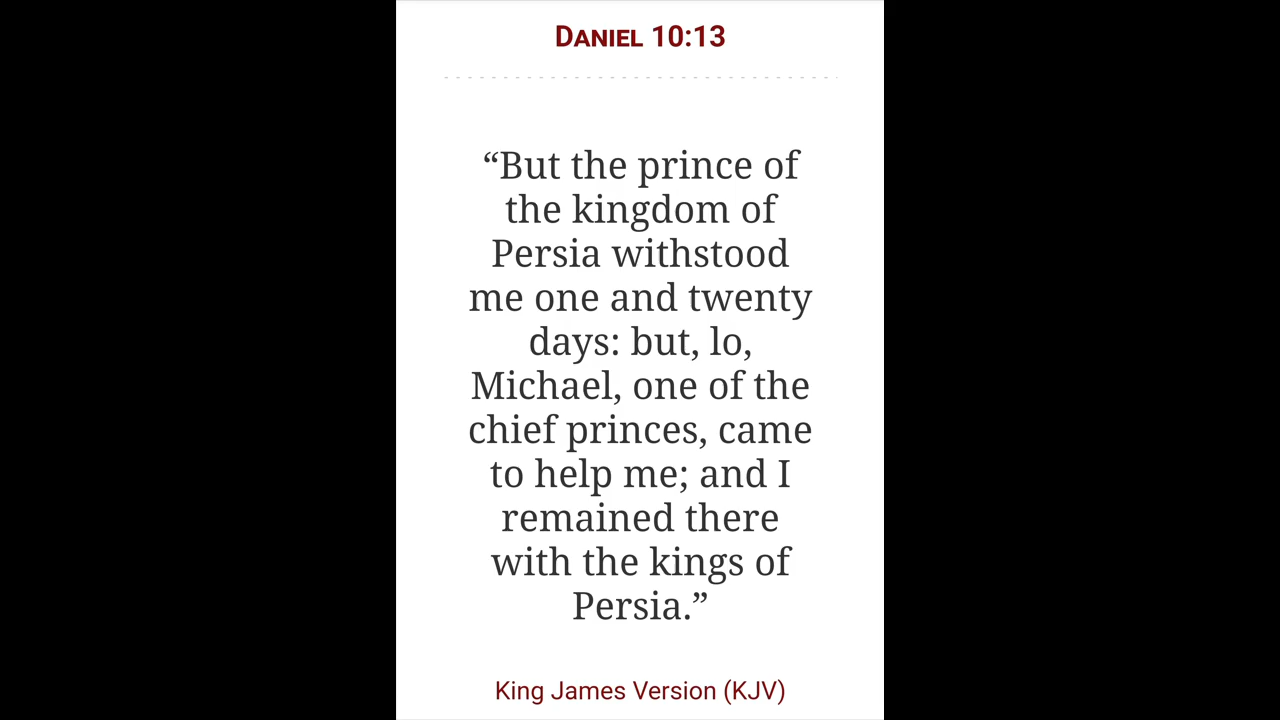 Daniel 10:13
“But the prince of
the kingdom of
Persia withstood
me one and twenty
days: but, lo,
Michael, one of the
chief princes, came
to help me; and I
remained there
with the kings of
Persia.”
King James Version (KJV)